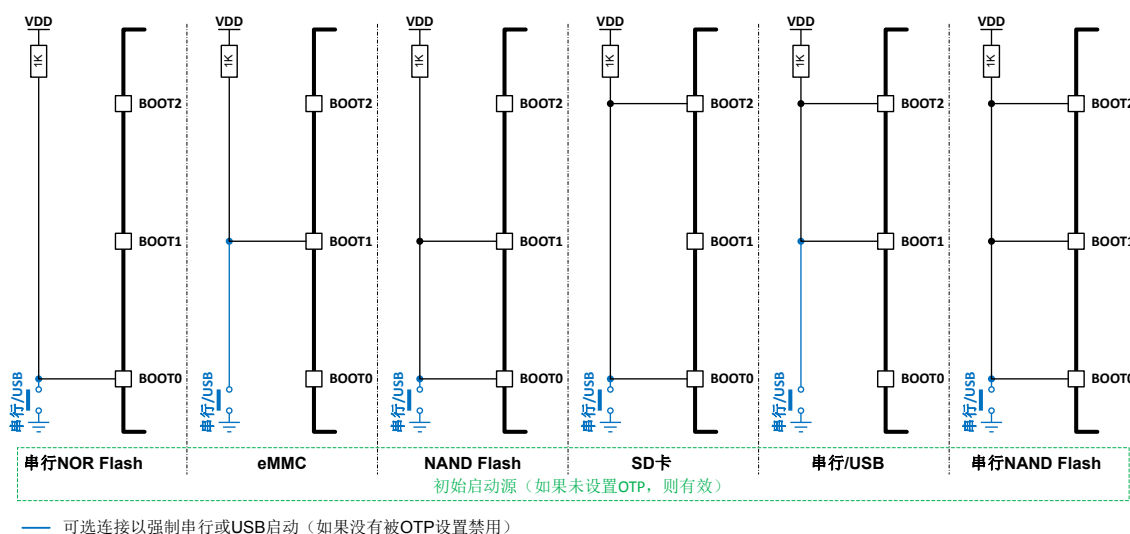 VDD VDD VDD VDD VDD VDD
1K 1K 1K 1K 1K 1K
BOOT2 BOOT2 BOOT2 BOOT2 BOOT2 BOOT2
BOOT1 BOOT1 BOOT1 BOOT1 BOOT1 BOOT1
BOOT0 BOOT0 BOOT0 BOOT0 BOOT0 BOOT0
串行/USB 串行/USB 串行/USB 串行/USB 串行/USB 串行/USB
串行NOR Flash eMMC NAND Flash SD卡 串行/USB 串行NAND Flash
初始启动源（如果未设置OTP，则有效）
可选连接以强制串行或USB启动（如果没有被OTP设置禁用）